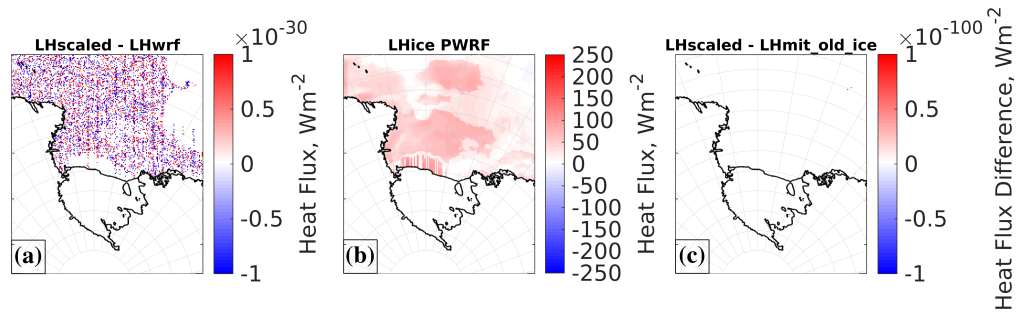 LHscaled - LHwrf
×10⁻³⁰
1
0.5
0
-0.5
-1
Heat Flux, Wm⁻²
(a)
LHice PWRF
250
200
150
100
50
0
-50
-100
-150
-200
-250
Heat Flux, Wm⁻²
(b)
LHscaled - LHmit_old_ice
×10⁻¹⁰⁰
1
0.5
0
-0.5
-1
Heat Flux Difference, Wm⁻²
(c)